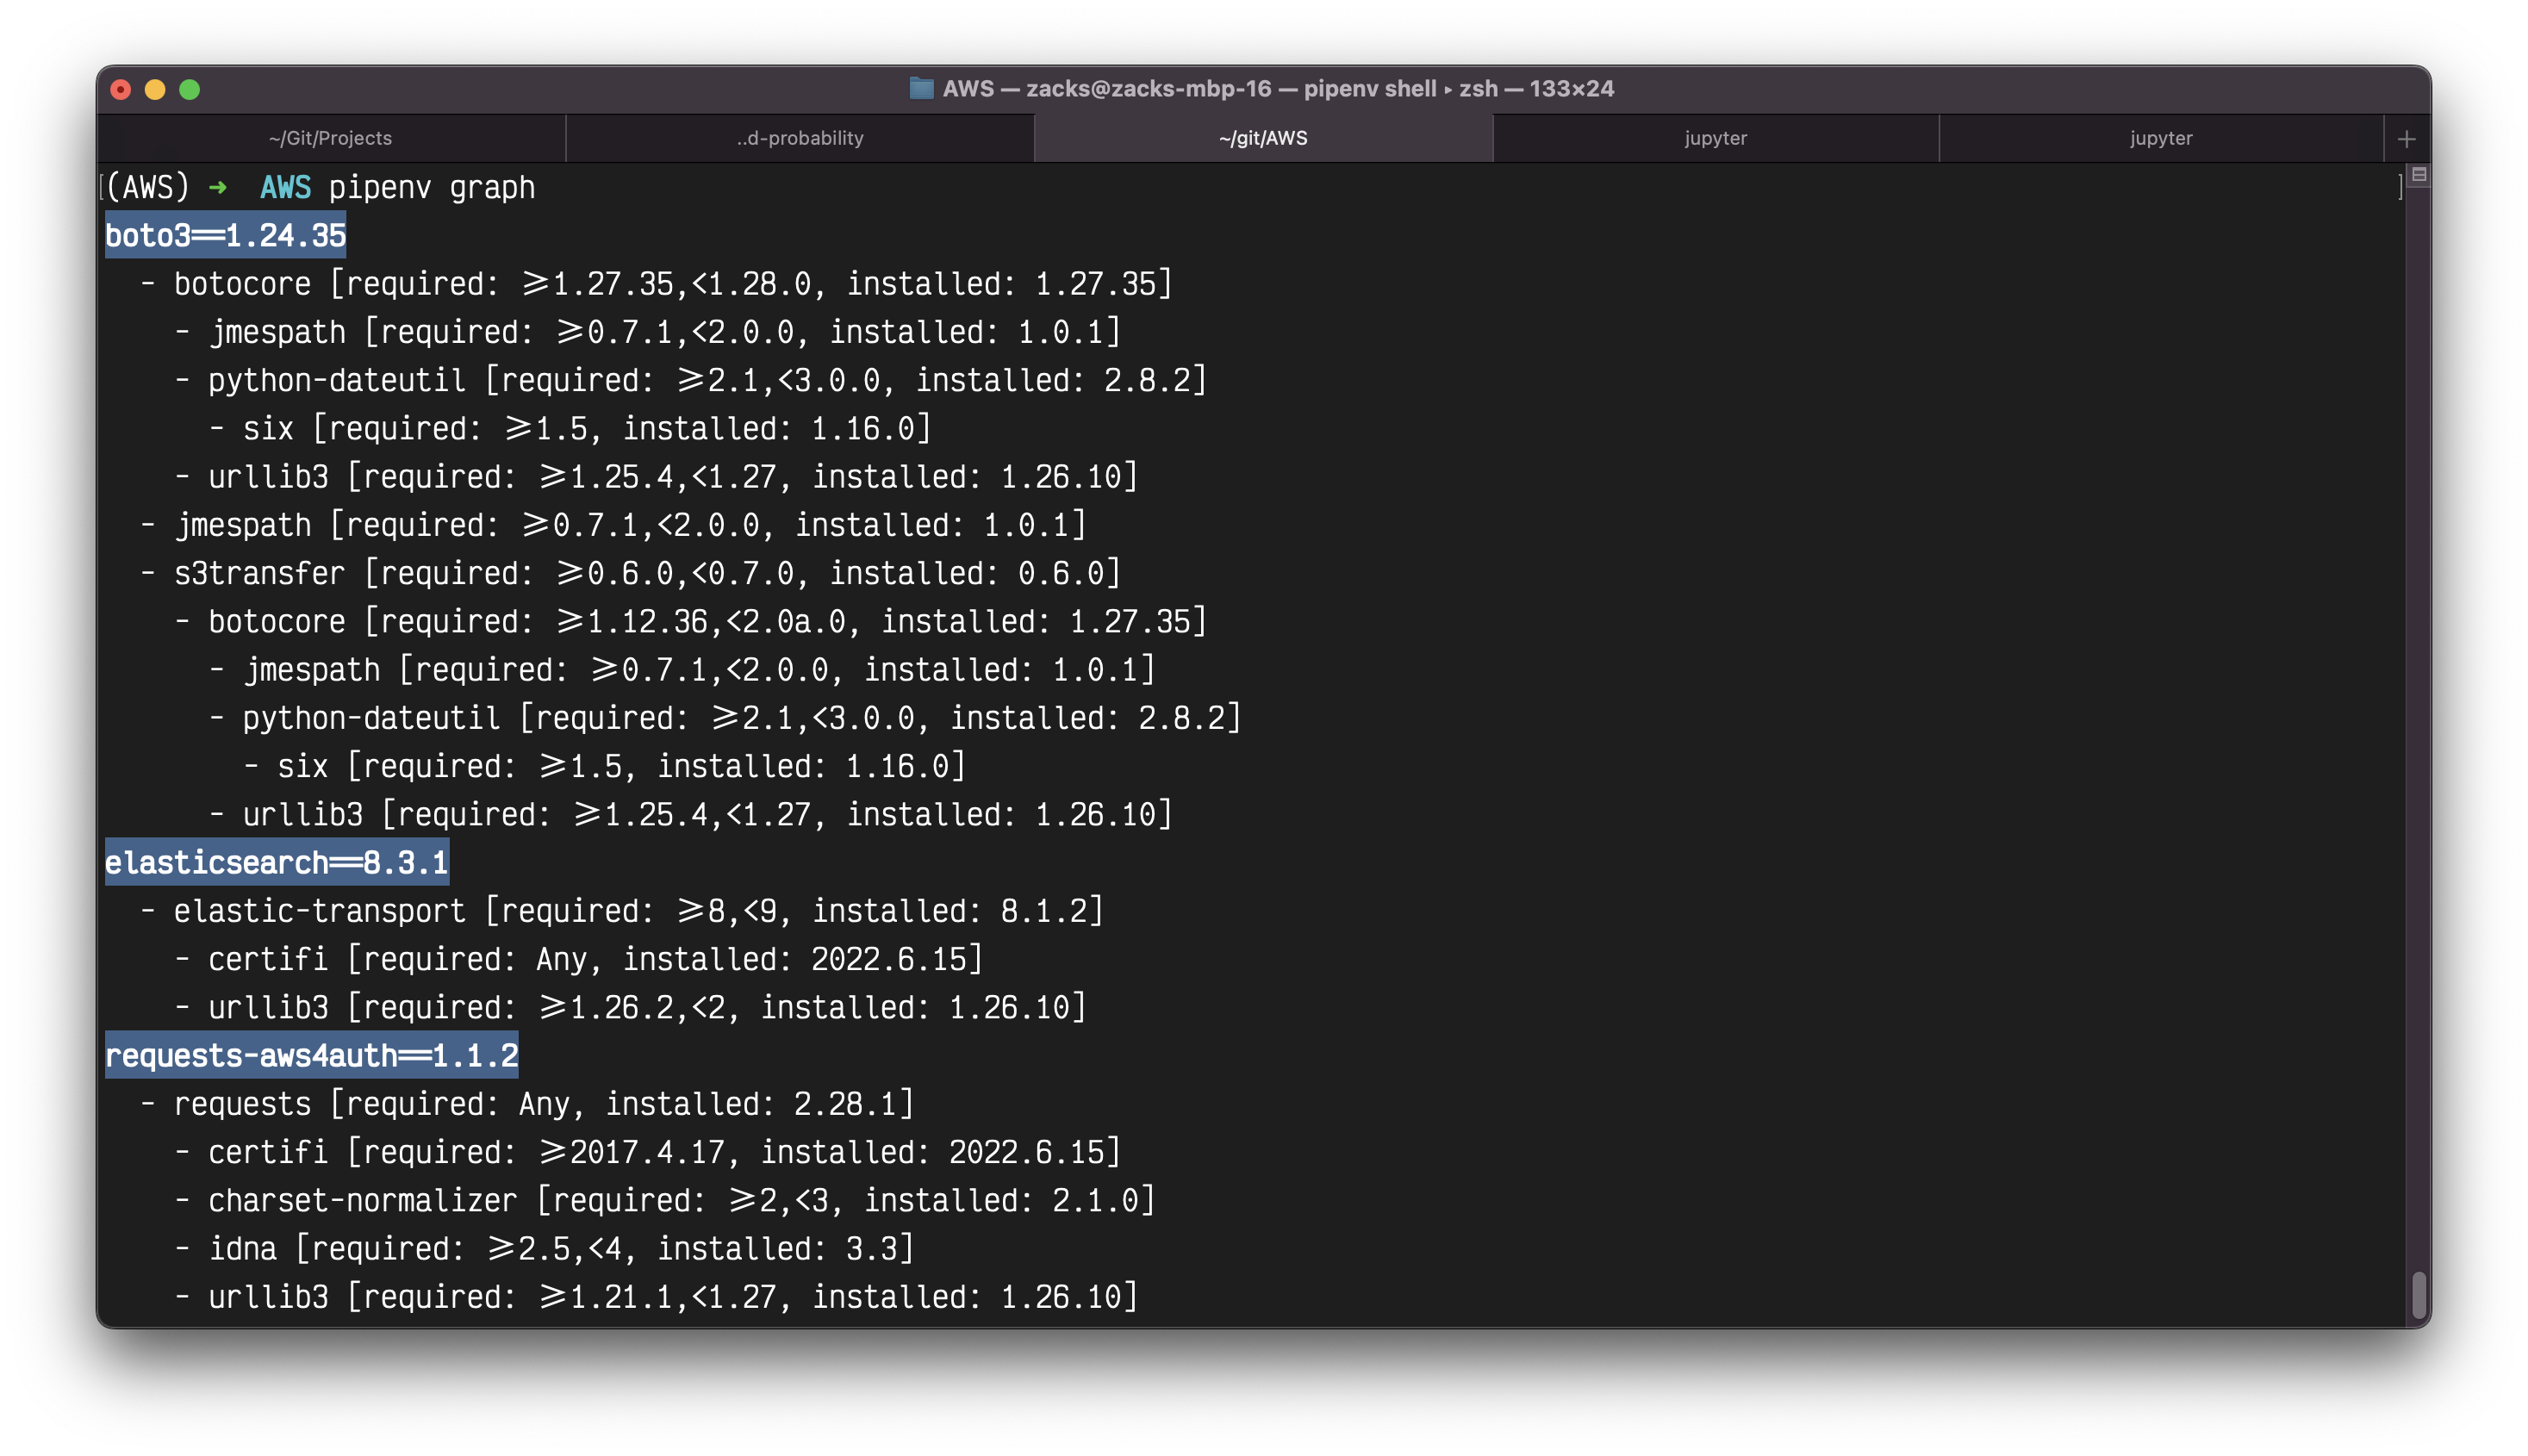 AWS — zacks@zacks-mbp-16 — pipenv shell ▸ zsh — 133×24
~/Git/Projects ..d-probability ~/git/AWS jupyter jupyter +
[(AWS) ➜  AWS pipenv graph ]
boto3==1.24.35
  - botocore [required: >=1.27.35,<1.28.0, installed: 1.27.35]
    - jmespath [required: >=0.7.1,<2.0.0, installed: 1.0.1]
    - python-dateutil [required: >=2.1,<3.0.0, installed: 2.8.2]
      - six [required: >=1.5, installed: 1.16.0]
    - urllib3 [required: >=1.25.4,<1.27, installed: 1.26.10]
  - jmespath [required: >=0.7.1,<2.0.0, installed: 1.0.1]
  - s3transfer [required: >=0.6.0,<0.7.0, installed: 0.6.0]
    - botocore [required: >=1.12.36,<2.0a.0, installed: 1.27.35]
      - jmespath [required: >=0.7.1,<2.0.0, installed: 1.0.1]
      - python-dateutil [required: >=2.1,<3.0.0, installed: 2.8.2]
        - six [required: >=1.5, installed: 1.16.0]
      - urllib3 [required: >=1.25.4,<1.27, installed: 1.26.10]
elasticsearch==8.3.1
  - elastic-transport [required: >=8,<9, installed: 8.1.2]
    - certifi [required: Any, installed: 2022.6.15]
    - urllib3 [required: >=1.26.2,<2, installed: 1.26.10]
requests-aws4auth==1.1.2
  - requests [required: Any, installed: 2.28.1]
    - certifi [required: >=2017.4.17, installed: 2022.6.15]
    - charset-normalizer [required: >=2,<3, installed: 2.1.0]
    - idna [required: >=2.5,<4, installed: 3.3]
    - urllib3 [required: >=1.21.1,<1.27, installed: 1.26.10]